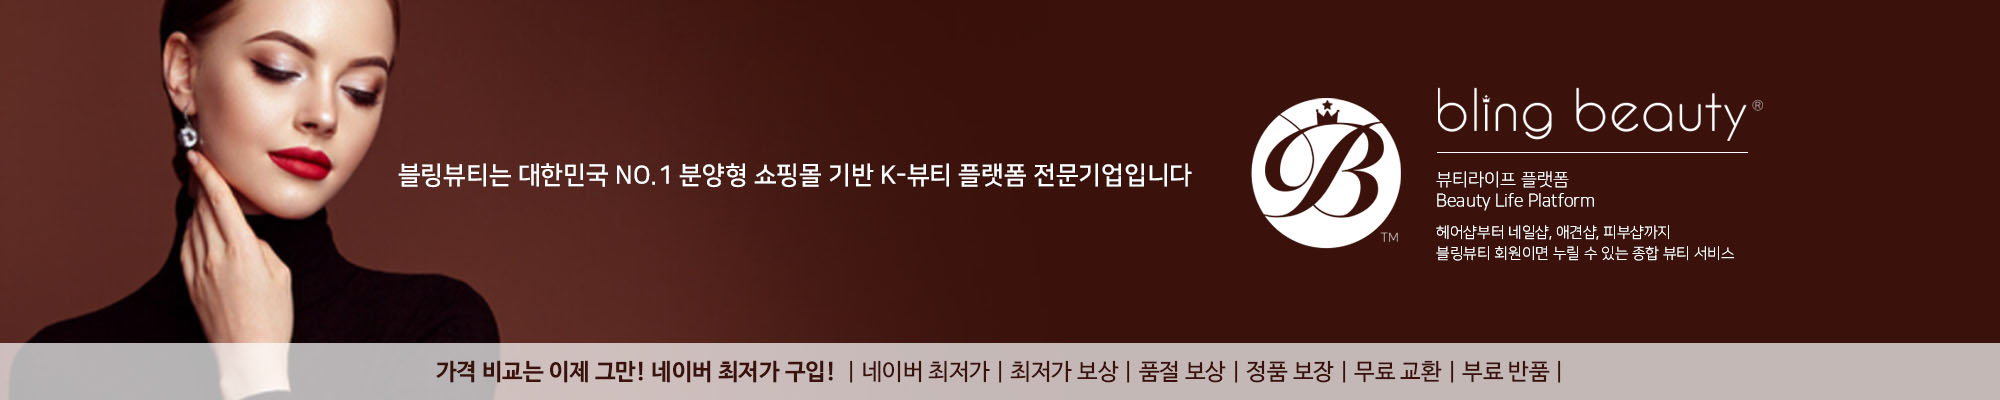 블링뷰티는 대한민국 NO.1 분양형 쇼핑몰 기반 K-뷰티 플랫폼 전문기업입니다
B
TM
bling beauty®
뷰티라이프 플랫폼
Beauty Life Platform
헤어샵부터 네일샵, 애견샵, 피부샵까지
블링뷰티 회원이면 누릴 수 있는 종합 뷰티 서비스
가격 비교는 이제 그만! 네이버 최저가 구입! | 네이버 최저가 | 최저가 보상 | 품절 보상 | 정품 보장 | 무료 교환 | 부료 반품 |